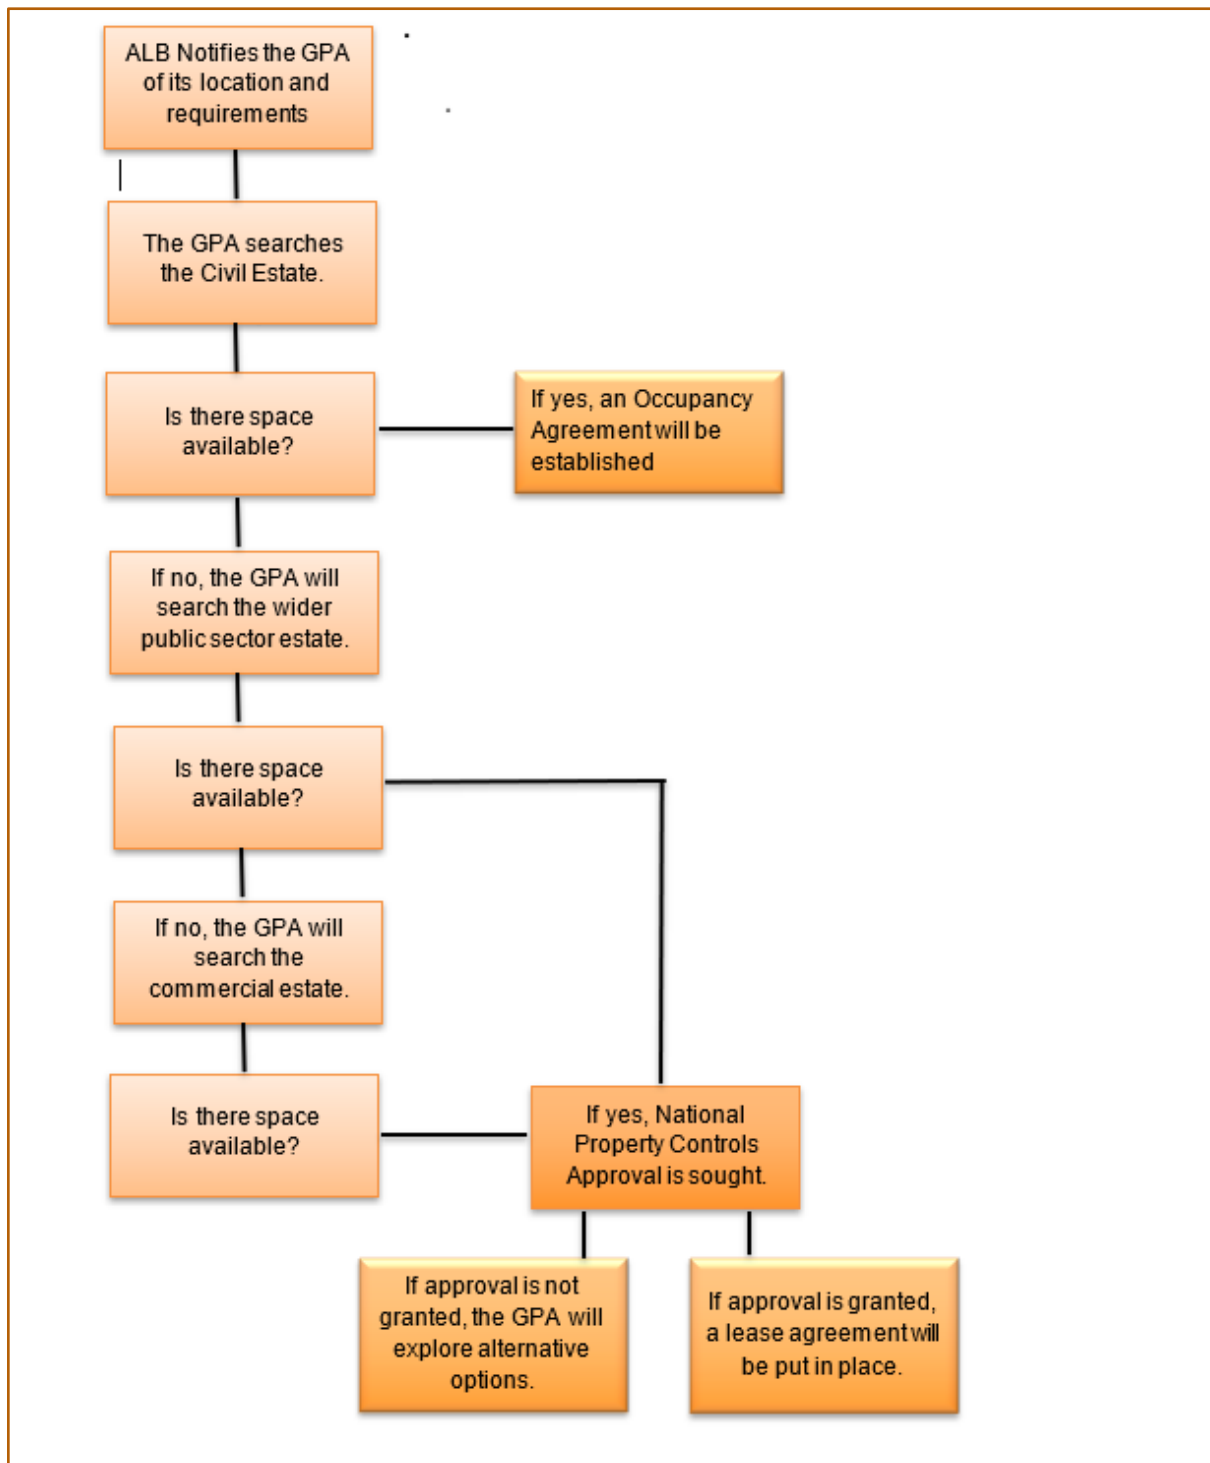 ALB Notifies the GPA
of its location and
requirements
The GPA searches
the Civil Estate.
Is there space
available?
If yes, an Occupancy
Agreement will be
established
If no, the GPA will
search the wider
public sector estate.
Is there space
available?
If no, the GPA will
search the
commercial estate.
Is there space
available?
If yes, National
Property Controls
Approval is sought.
If approval is not
granted, the GPA will
explore alternative
options.
If approval is granted,
a lease agreement will
be put in place.